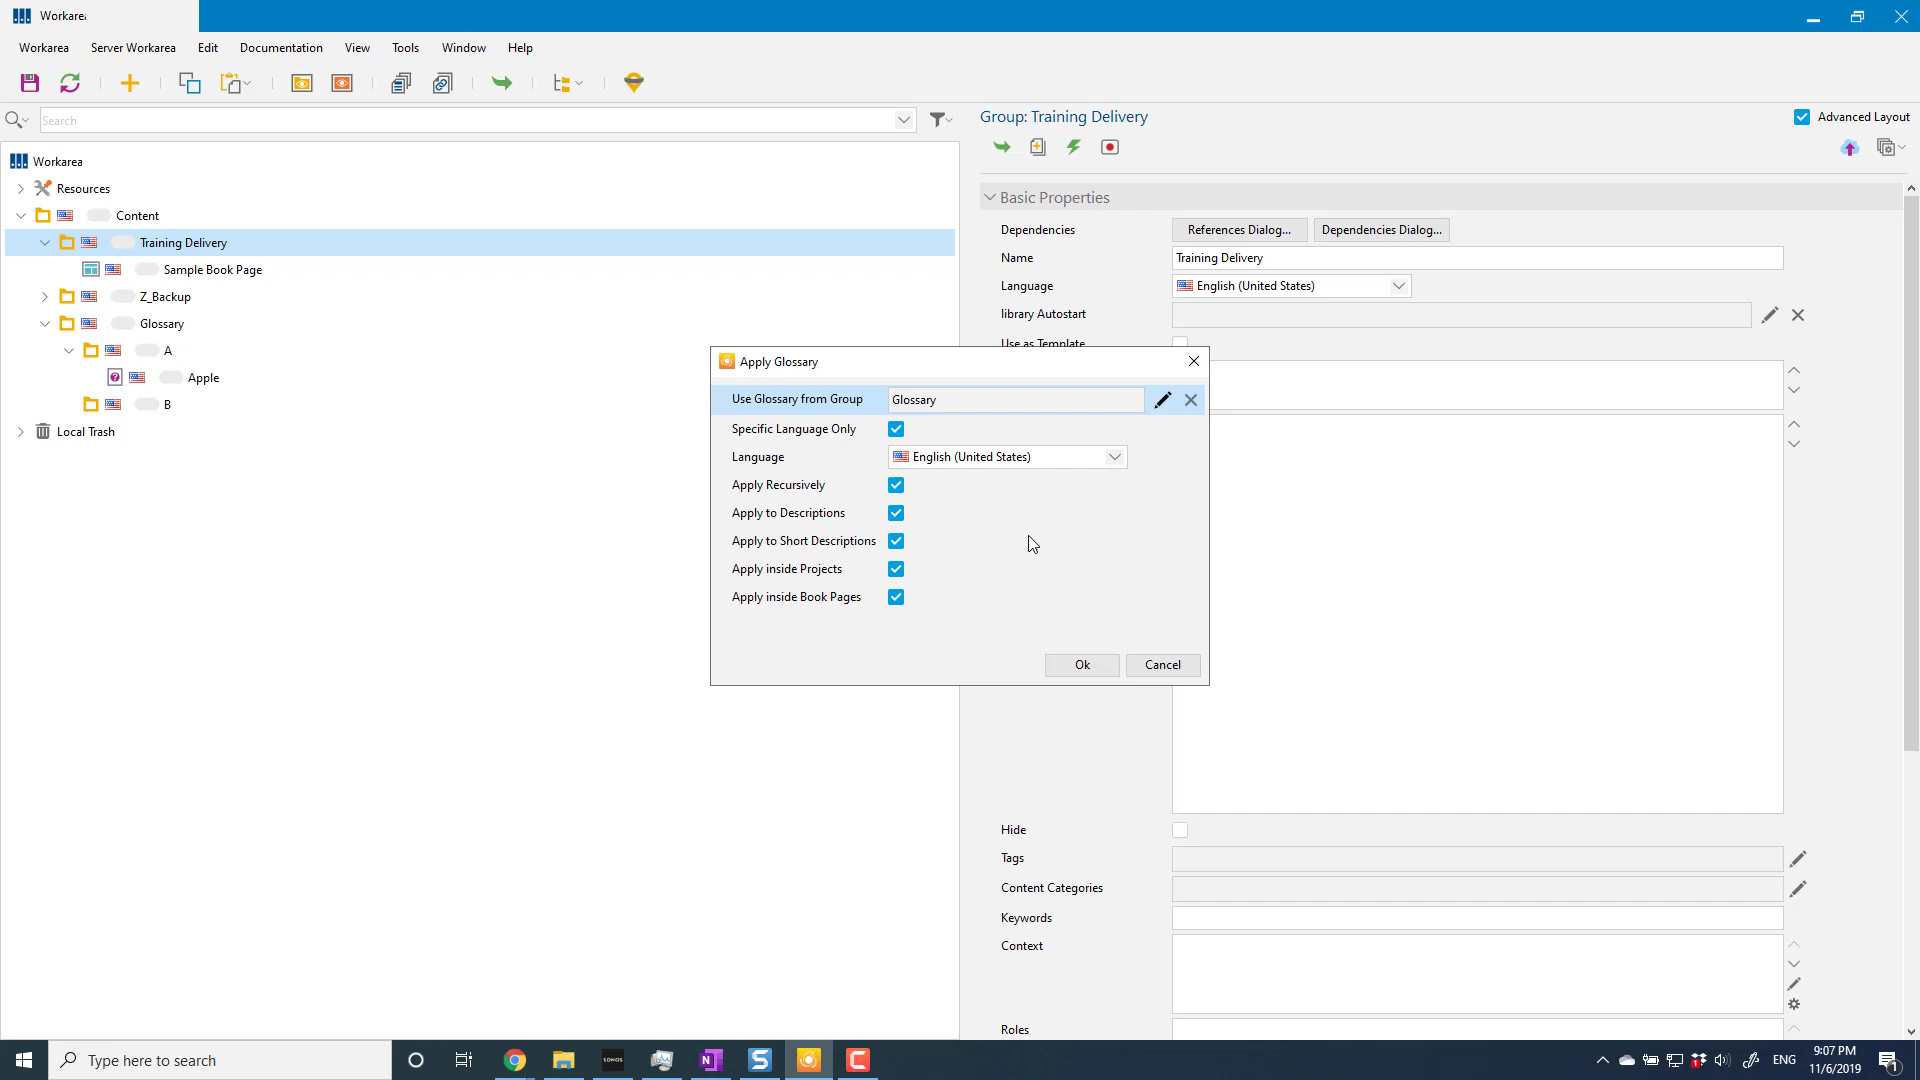 Workarea
Workarea Server Workarea Edit Documentation View Tools Window Help
Search
Workarea
Resources
Content
Training Delivery
Sample Book Page
Z_Backup
Glossary
A
Apple
B
Local Trash
Group: Training Delivery
Advanced Layout
Basic Properties
Dependencies References Dialog... Dependencies Dialog...
Name Training Delivery
Language English (United States)
library Autostart
Use as Template
Apply Glossary
Use Glossary from Group Glossary
Specific Language Only
Language English (United States)
Apply Recursively
Apply to Descriptions
Apply to Short Descriptions
Apply inside Projects
Apply inside Book Pages
Ok Cancel
Hide
Tags
Content Categories
Keywords
Context
Roles
Type here to search
SONOS
ENG
9:07 PM
11/6/2019
1